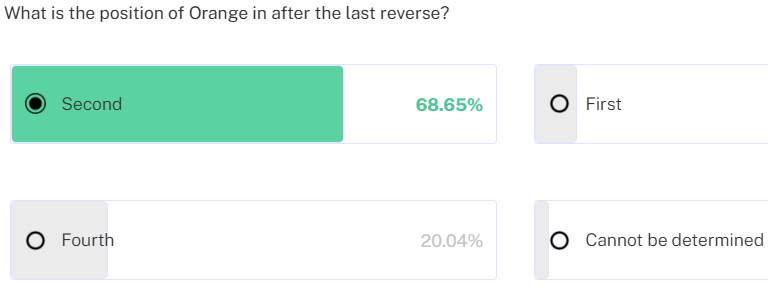 What is the position of Orange in after the last reverse?
Second 68.65%
First
Fourth 20.04%
Cannot be determined